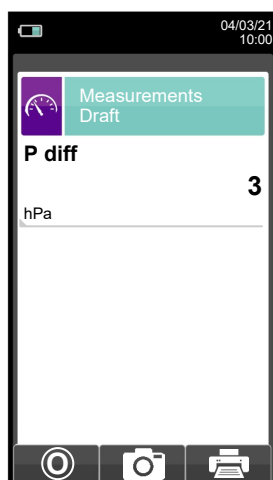 04/03/21
10:00
Measurements
Draft
P diff
3
hPa
O